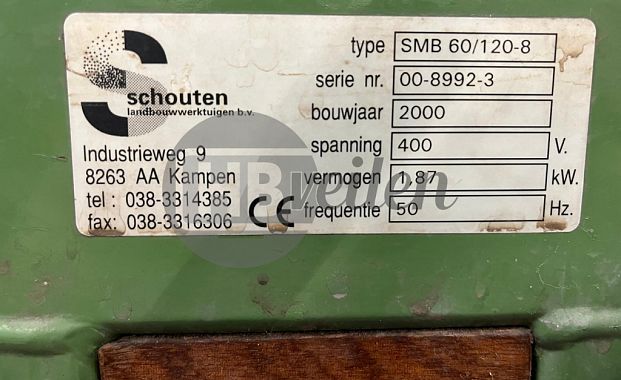 schouten
landbouwwerktuigen b.v.
Industrieweg 9
8263 AA Kampen
tel : 038-3314385
fax: 038-3316306
CE
type SMB 60/120-8
serie nr. 00-8992-3
bouwjaar 2000
spanning 400 V.
vermogen 1,87 kW.
frequentie 50 Hz.
HBveilen